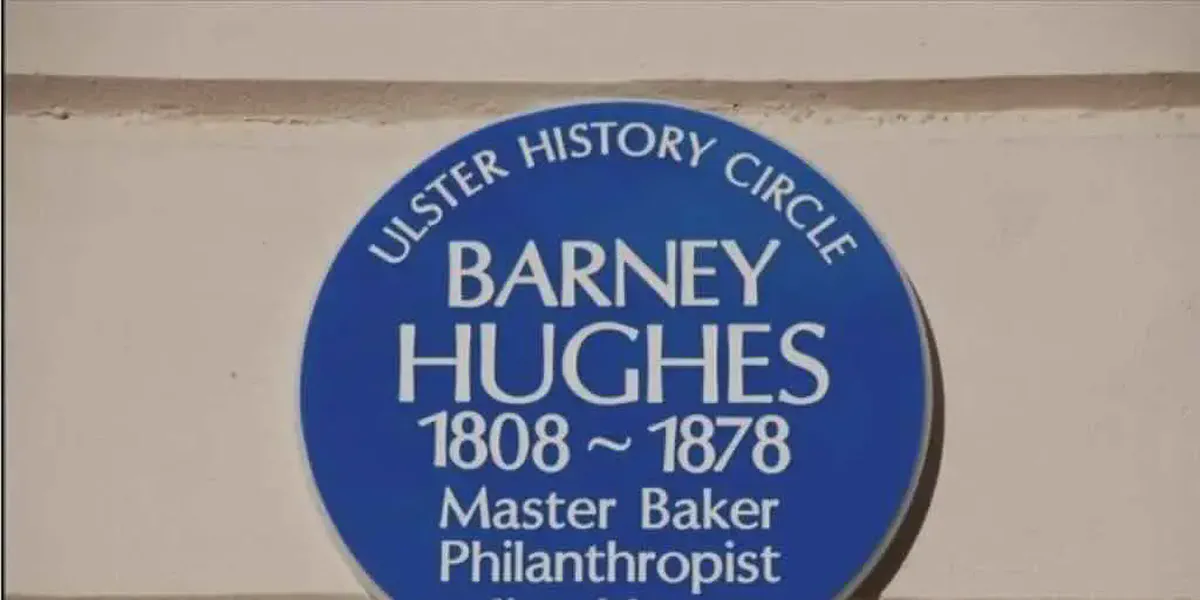 ULSTER HISTORY CIRCLE
BARNEY
HUGHES
1808 ~ 1878
Master Baker
Philanthropist